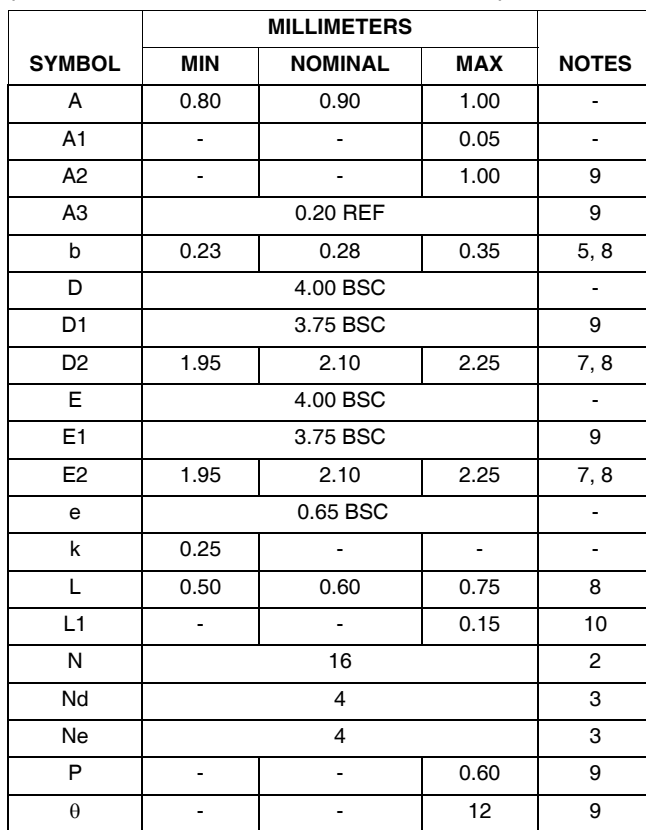 MILLIMETERS
SYMBOL MIN NOMINAL MAX NOTES
A 0.80 0.90 1.00 -
A1 - - 0.05 -
A2 - - 1.00 9
A3 0.20 REF 9
b 0.23 0.28 0.35 5, 8
D 4.00 BSC -
D1 3.75 BSC 9
D2 1.95 2.10 2.25 7, 8
E 4.00 BSC -
E1 3.75 BSC 9
E2 1.95 2.10 2.25 7, 8
e 0.65 BSC -
k 0.25 - - -
L 0.50 0.60 0.75 8
L1 - - 0.15 10
N 16 2
Nd 4 3
Ne 4 3
P - - 0.60 9
θ - - 12 9